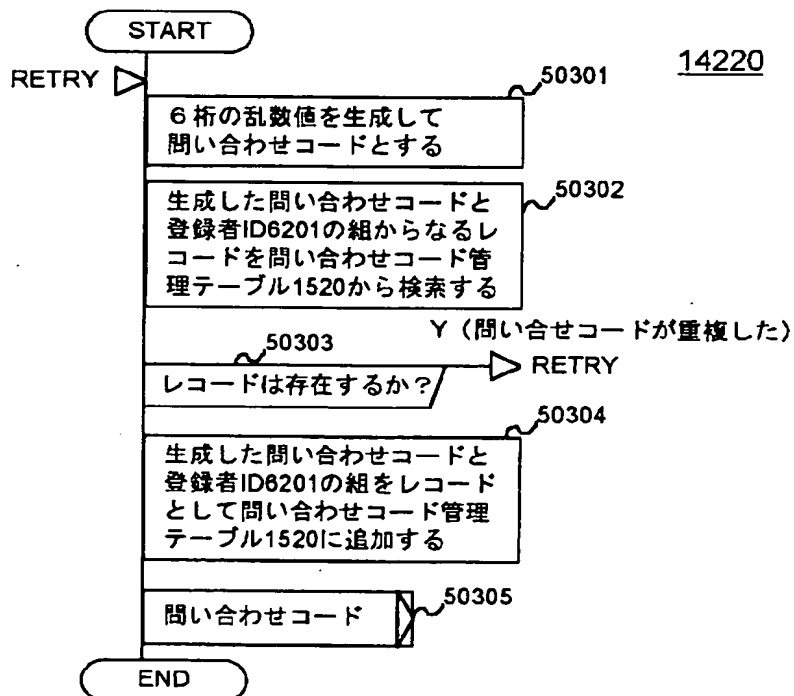 START
14220
RETRY
50301
6桁の乱数値を生成して
問い合わせコードとする
50302
生成した問い合わせコードと
登録者ID6201の組からなるレ
コードを問い合わせコード管
理テーブル1520から検索する
Y(問い合せコードが重複した)
50303
RETRY
レコードは存在するか?
50304
生成した問い合わせコードと
登録者ID6201の組をレコード
として問い合わせコード管理
テーブル1520に追加する
50305
問い合わせコード
END